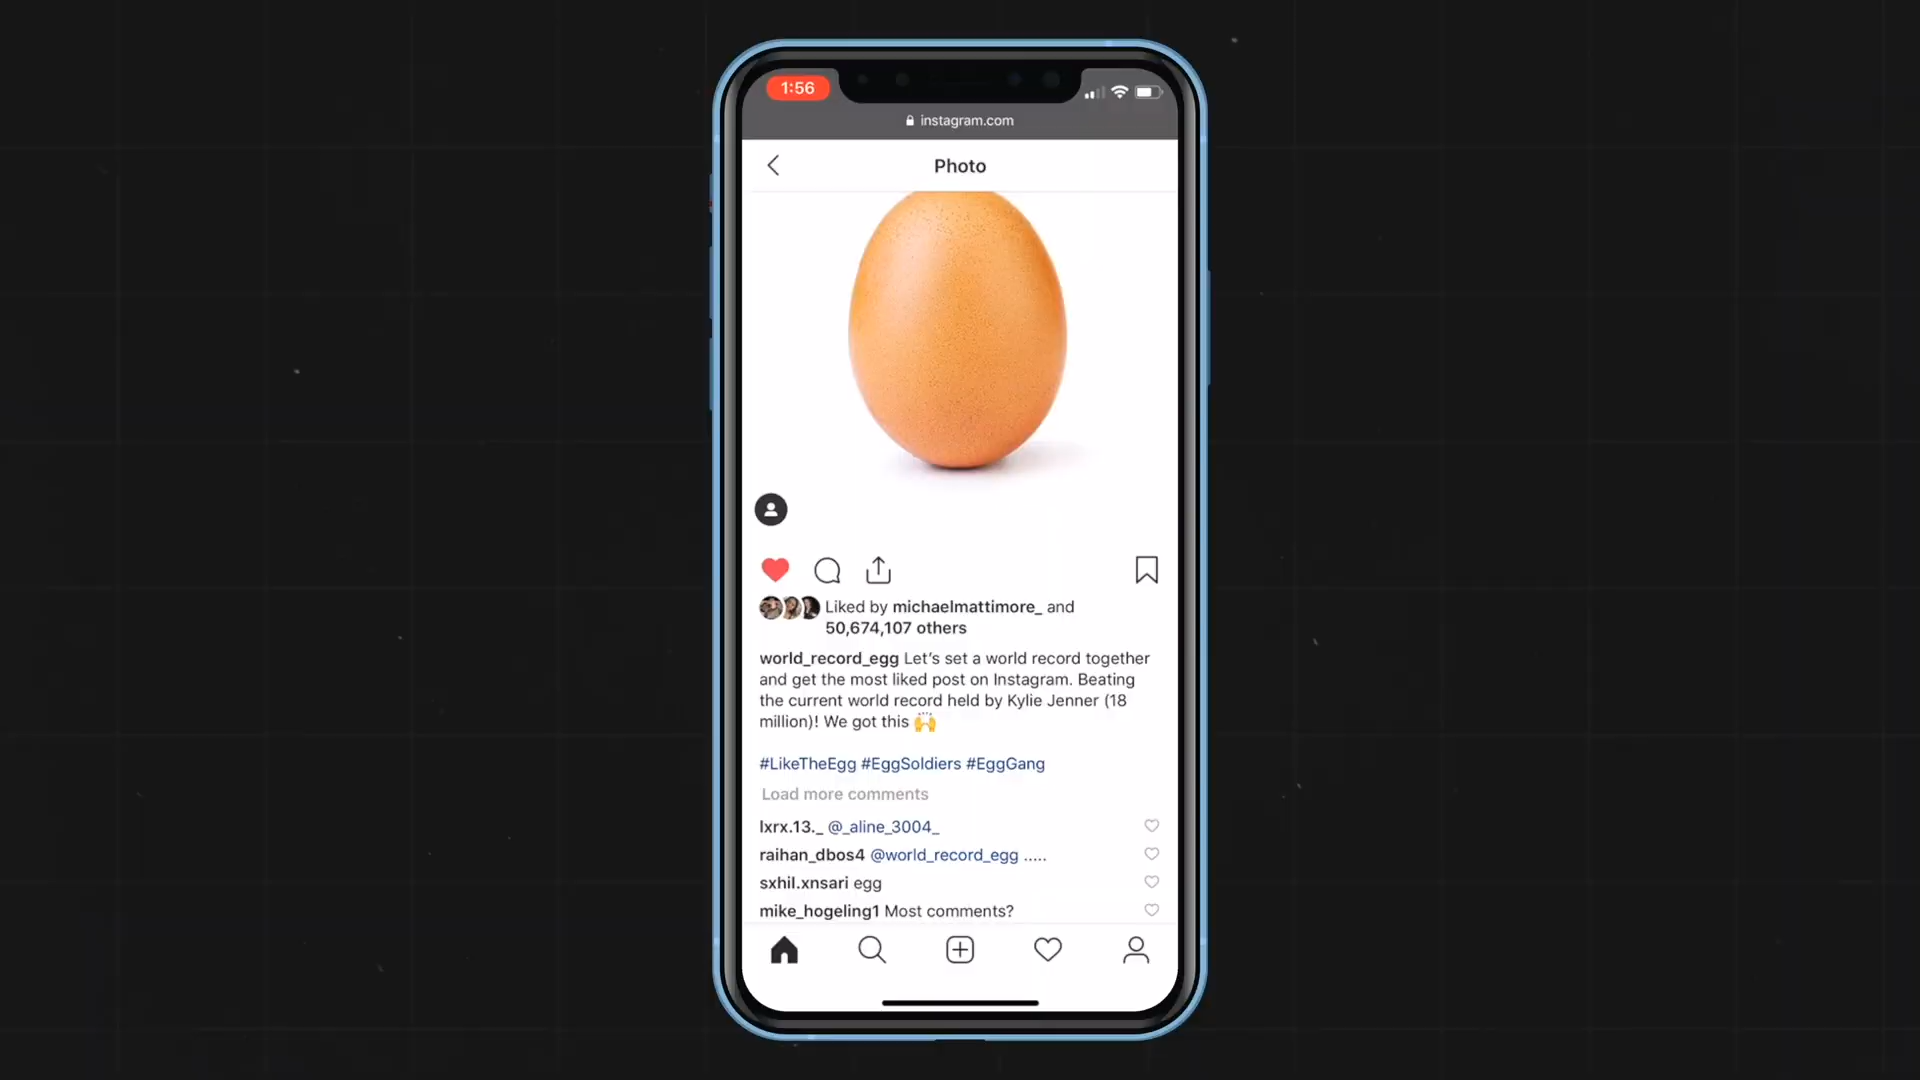 1:56
instagram.com
Photo
Liked by michaelmattimore_ and
50,674,107 others
world_record_egg Let’s set a world record together
and get the most liked post on Instagram. Beating
the current world record held by Kylie Jenner (18
million)! We got this 🙌
#LikeTheEgg #EggSoldiers #EggGang
Load more comments
lxrx.13._ @_aline_3004_
raihan_dbos4 @world_record_egg .....
sxhil.xnsari egg
mike_hogeling1 Most comments?